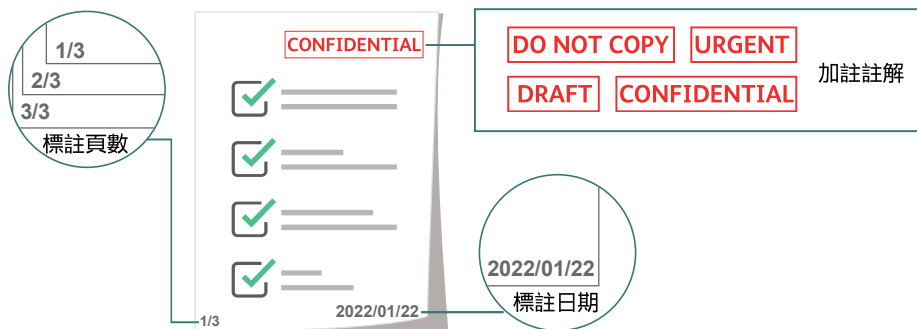 1/3
2/3
3/3
標註頁數
CONFIDENTIAL
1/3
2022/01/22
DO NOT COPY URGENT
DRAFT CONFIDENTIAL
加註註解
2022/01/22
標註日期